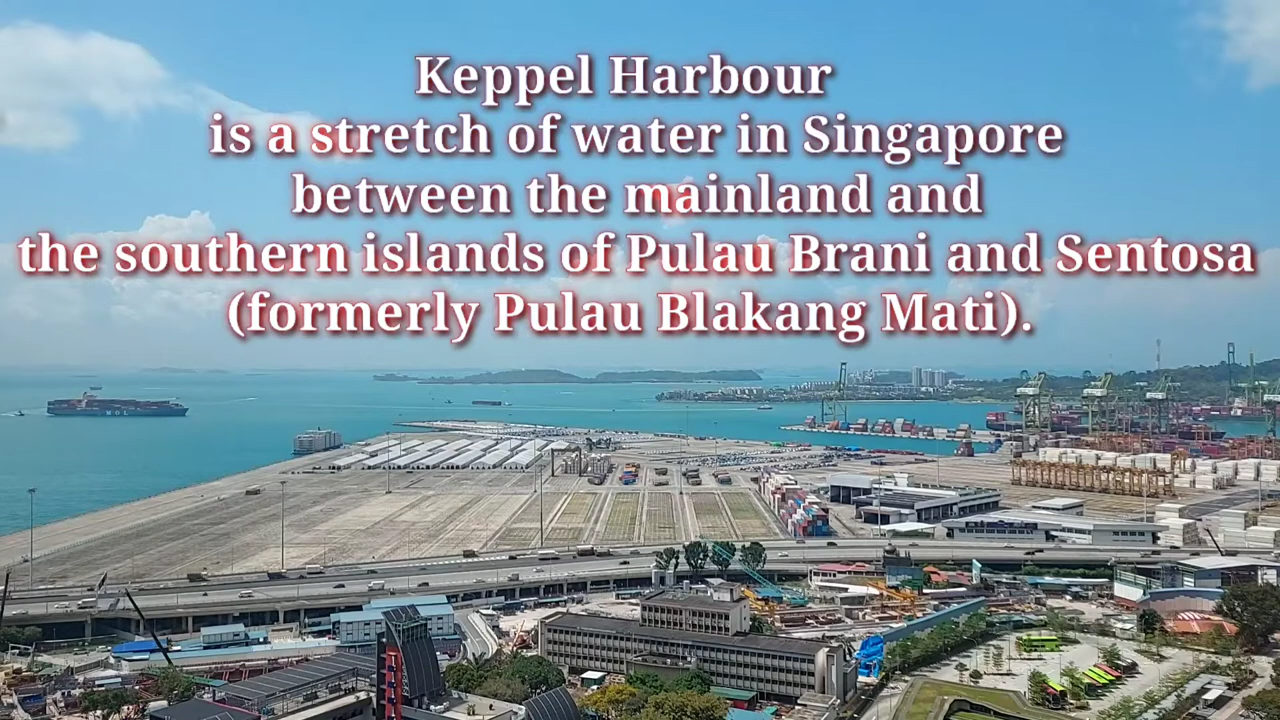 Keppel Harbour
is a stretch of water in Singapore
between the mainland and
the southern islands of Pulau Brani and Sentosa
(formerly Pulau Blakang Mati).
MOL